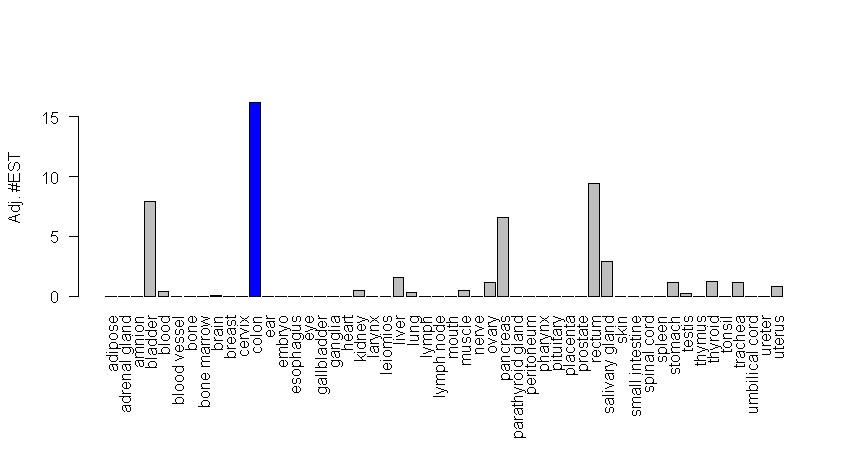 Adj. #EST
15
10
5
0
adipose
adrenal gland
amnion
bladder
blood
blood vessel
bone
bone marrow
brain
breast
cervix
colon
ear
embryo
esophagus
eye
gallbladder
ganglia
heart
kidney
larynx
leiomios
liver
lung
lymph
lymph node
mouth
muscle
nerve
ovary
pancreas
parathyroid gland
peritoneum
pharynx
pituitary
placenta
prostate
rectum
salivary gland
skin
small intestine
spinal cord
spleen
stomach
testis
thymus
thyroid
tonsil
trachea
umbilical cord
ureter
uterus